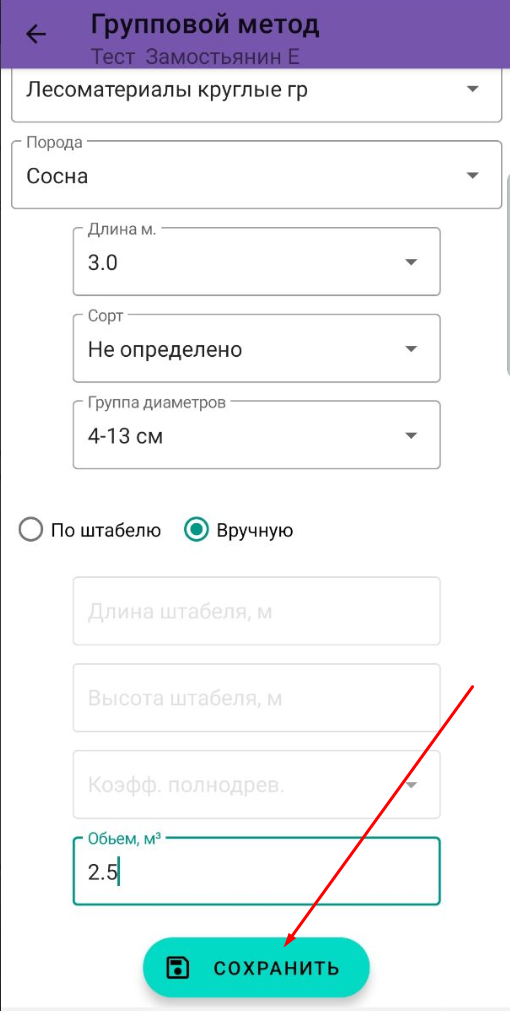 Групповой метод
Тест Замостьянин Е
Лесоматериалы круглые гр
Порода
Сосна
Длина м.
3.0
Сорт
Не определено
Группа диаметров
4-13 см
По штабелю Вручную
Длина штабеля, м
Высота штабеля, м
Коэфф. полнодрев.
Обьем, м³
2.5
СОХРАНИТЬ